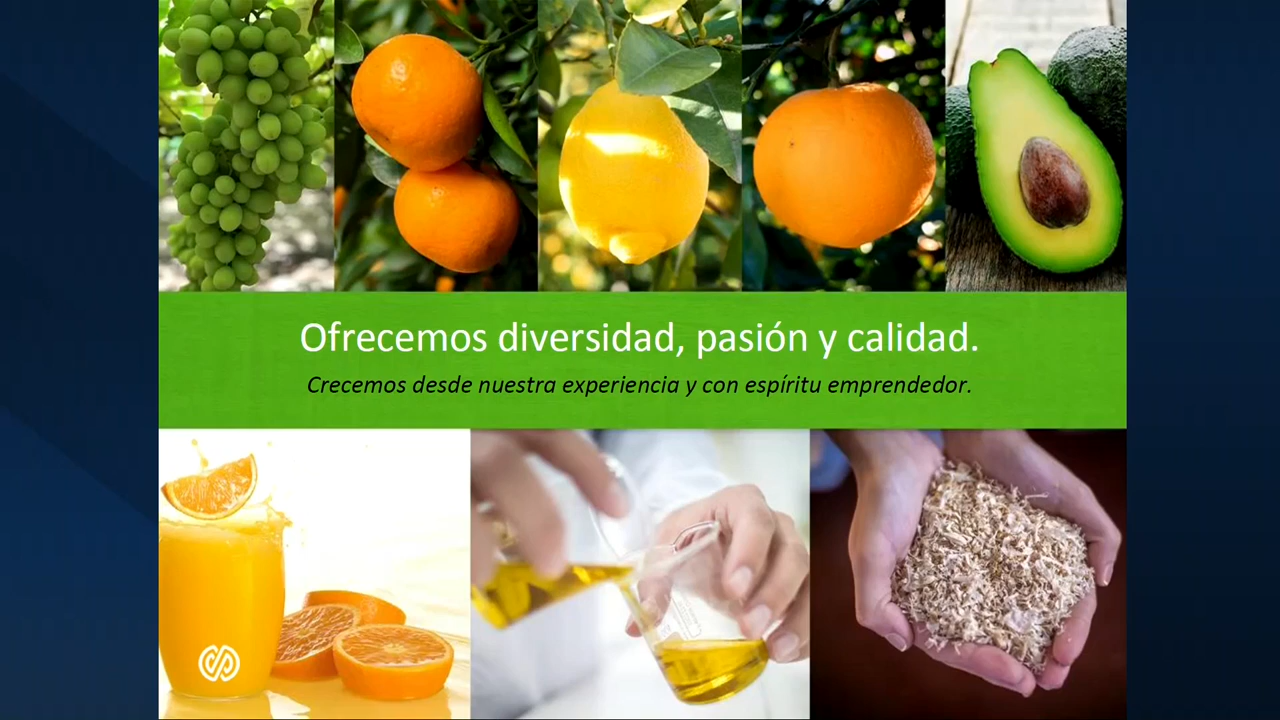 Ofrecemos diversidad, pasión y calidad.
Crecemos desde nuestra experiencia y con espíritu emprendedor.